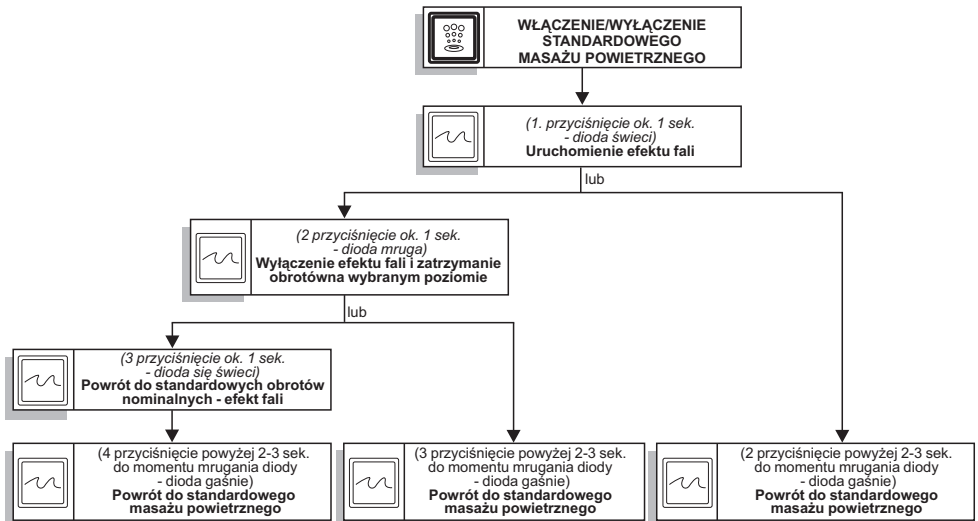 WŁĄCZENIE/WYŁĄCZENIE
STANDARDOWEGO
MASAŻU POWIETRZNEGO
(1. przyciśnięcie ok. 1 sek.
- dioda świeci)
Uruchomienie efektu fali
lub
(2 przyciśnięcie ok. 1 sek.
- dioda mruga)
Wyłączenie efektu fali i zatrzymanie
obrotówna wybranym poziomie
lub
(3 przyciśnięcie ok. 1 sek.
- dioda się świeci)
Powrót do standardowych obrotów
nominalnych - efekt fali
(4 przyciśnięcie powyżej 2-3 sek.
do momentu mrugania diody
- dioda gaśnie)
Powrót do standardowego
masażu powietrznego
(3 przyciśnięcie powyżej 2-3 sek.
do momentu mrugania diody
- dioda gaśnie)
Powrót do standardowego
masażu powietrznego
(2 przyciśnięcie powyżej 2-3 sek.
do momentu mrugania diody
- dioda gaśnie)
Powrót do standardowego
masażu powietrznego